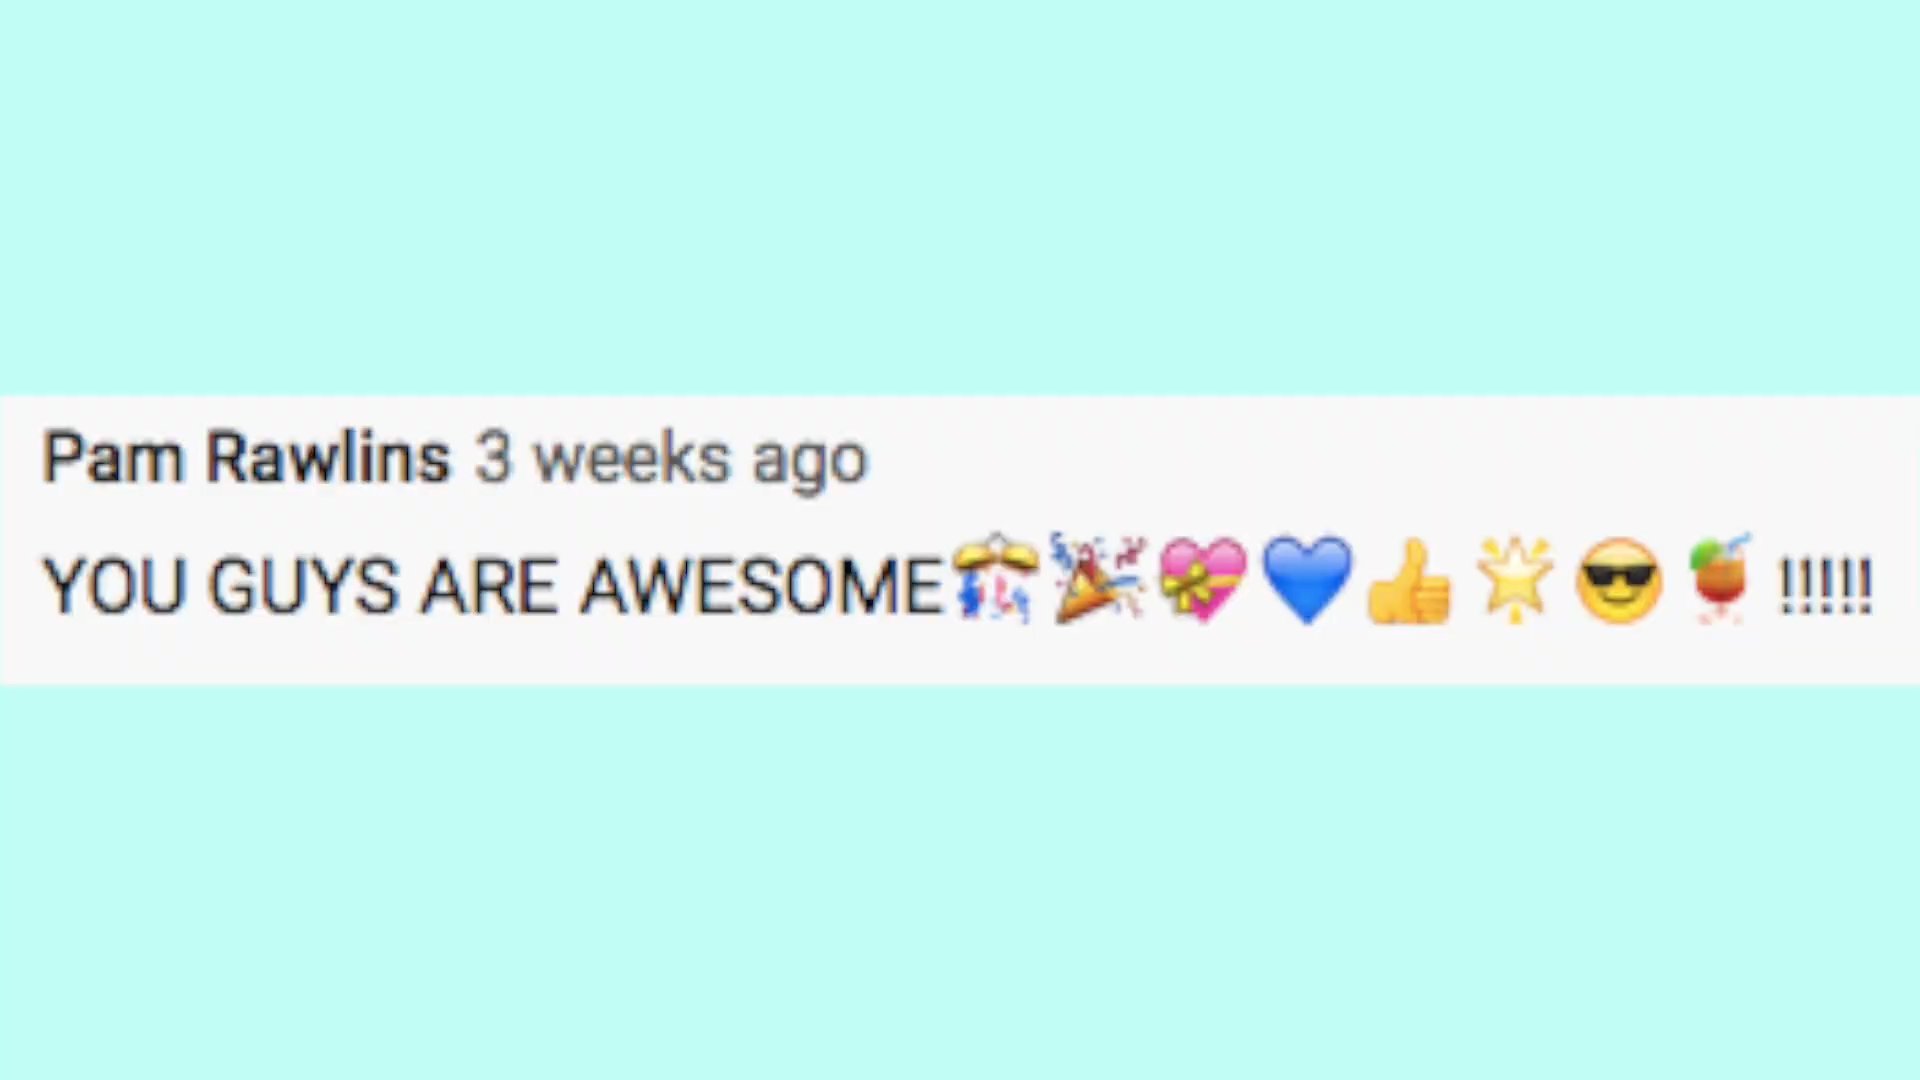 Pam Rawlins 3 weeks ago
YOU GUYS ARE AWESOME🎊🎉💝💙👍🌟😎🍹 !!!!!